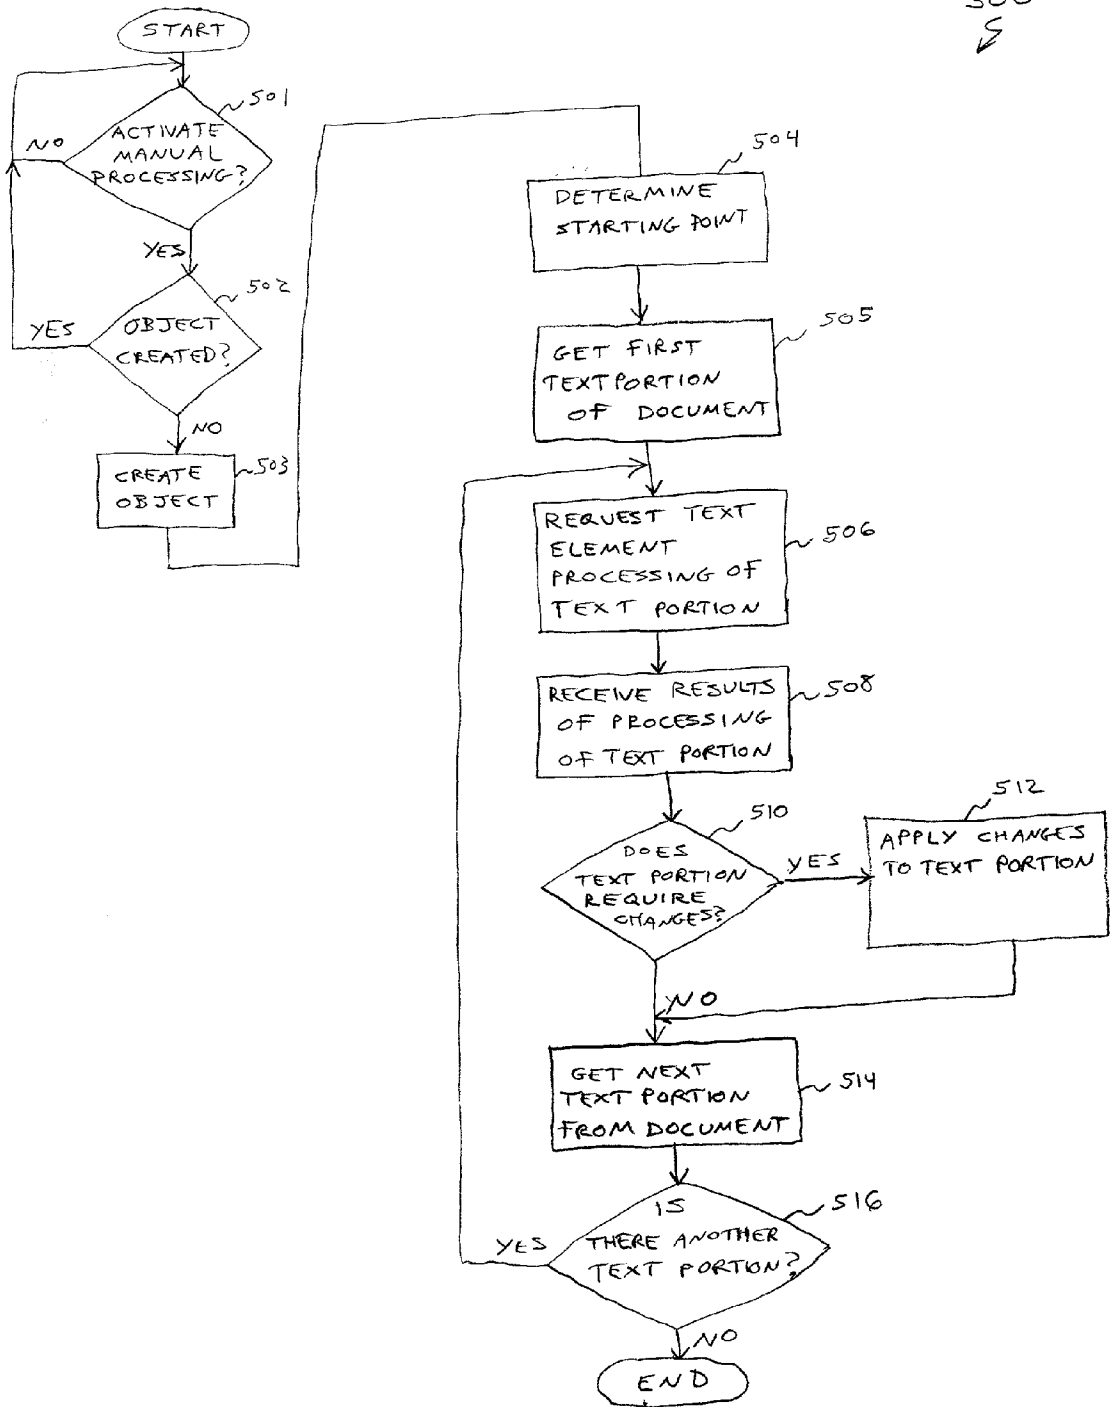 500
START
501
NO
ACTIVATE
MANUAL
PROCESSING?
YES
502
YES
OBJECT
CREATED?
NO
503
CREATE
OBJECT
504
DETERMINE
STARTING POINT
505
GET FIRST
TEXT PORTION
OF DOCUMENT
506
REQUEST TEXT
ELEMENT
PROCESSING OF
TEXT PORTION
508
RECEIVE RESULTS
OF PROCESSING
OF TEXT PORTION
510
DOES
TEXT PORTION
REQUIRE
CHANGES?
YES
512
APPLY CHANGES
TO TEXT PORTION
NO
514
GET NEXT
TEXT PORTION
FROM DOCUMENT
516
IS
THERE ANOTHER
TEXT PORTION?
YES
NO
END